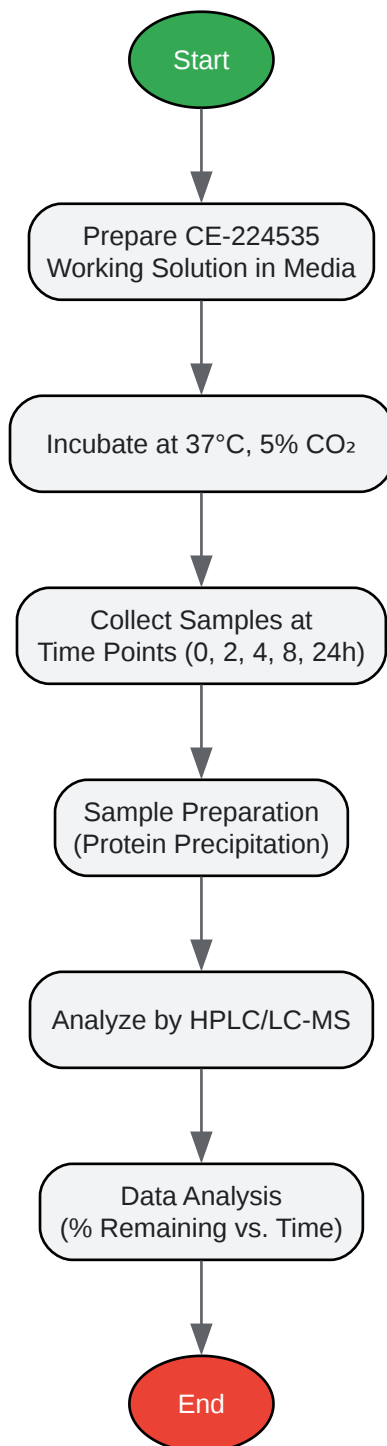 Start
Prepare CE-224535
Working Solution in Media
Incubate at 37°C, 5% CO₂
Collect Samples at
Time Points (0, 2, 4, 8, 24h)
Sample Preparation
(Protein Precipitation)
Analyze by HPLC/LC-MS
Data Analysis
(% Remaining vs. Time)
End